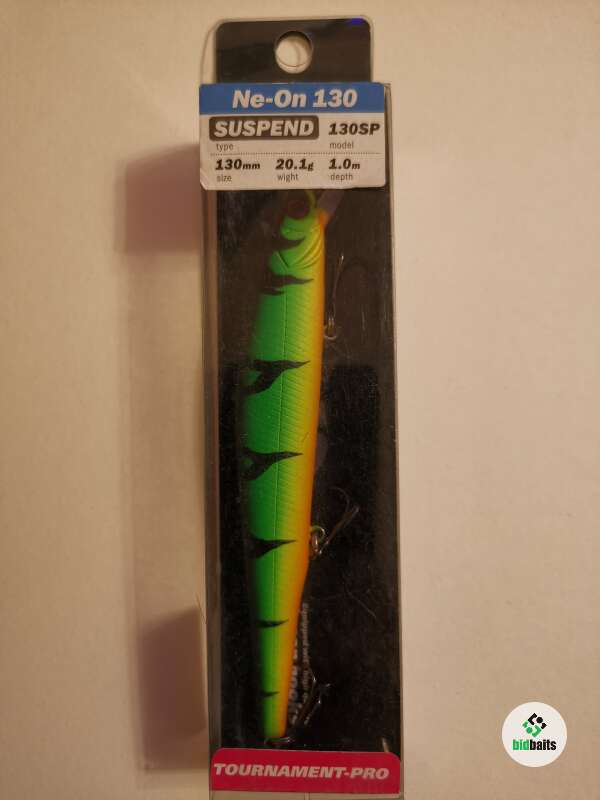 Ne-On 130
SUSPEND 130SP
type model
130mm 20.1g 1.0m
size wight depth
TOURNAMENT-PRO
bidbaits